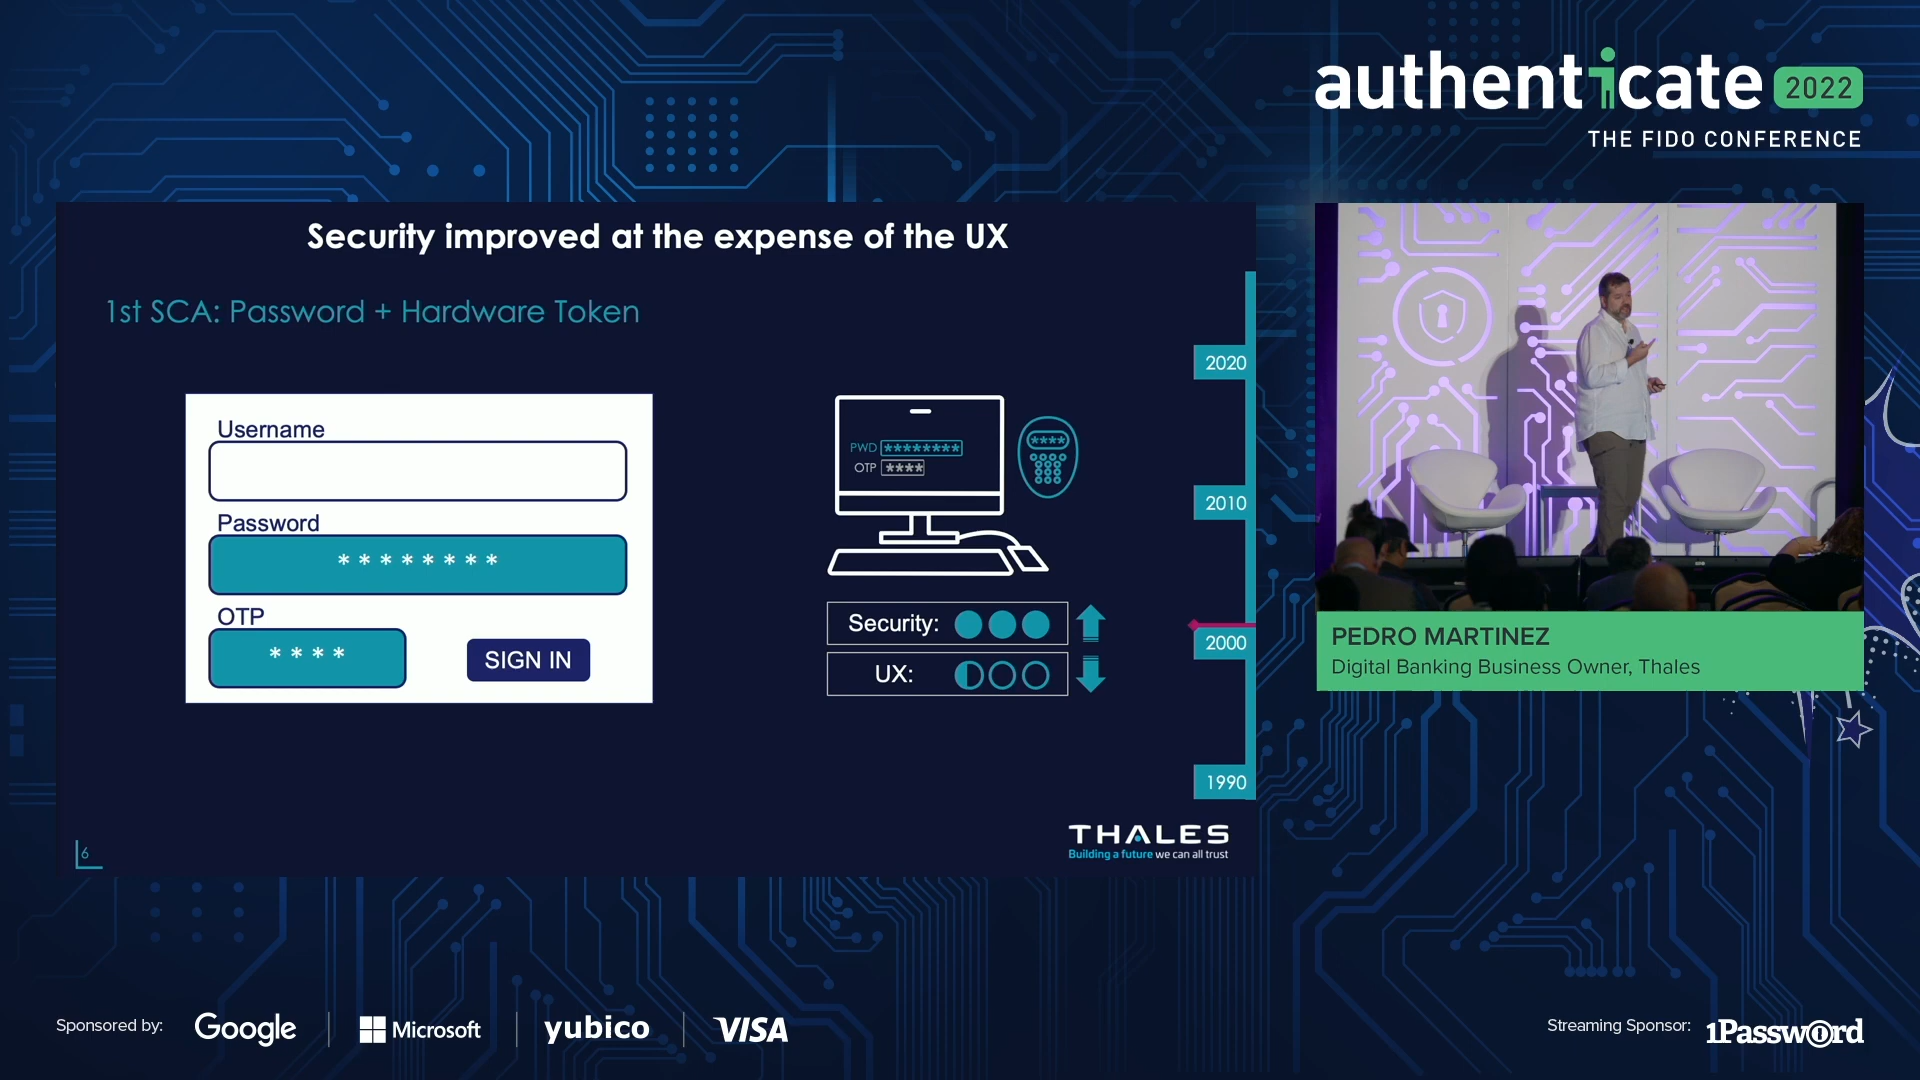 authenticate 2022
THE FIDO CONFERENCE
Security improved at the expense of the UX
1st SCA: Password + Hardware Token
Username
Password
********
OTP
****
SIGN IN
PWD ********
OTP ****
****
Security:
UX:
2020
2010
2000
1990
THALES
Building a future we can all trust
6
PEDRO MARTINEZ
Digital Banking Business Owner, Thales
Sponsored by:
Google
Microsoft
yubico
VISA
Streaming Sponsor:
1Password